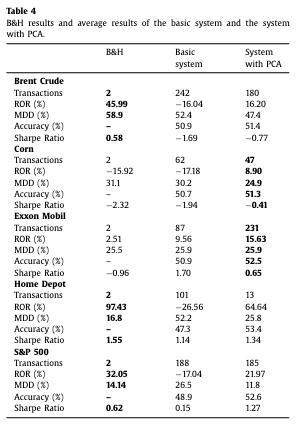 Table 4
B&H results and average results of the basic system and the system
with PCA.
B&H Basic system System with PCA
Brent Crude
Transactions 2 242 180
ROR (%) 45.99 −16.04 16.20
MDD (%) 58.9 52.4 47.4
Accuracy (%) – 50.9 51.4
Sharpe Ratio 0.58 −1.69 −0.77
Corn
Transactions 2 62 47
ROR (%) −15.92 −17.18 8.90
MDD (%) 31.1 30.2 24.9
Accuracy (%) – 50.7 51.3
Sharpe Ratio −2.32 −1.94 −0.41
Exxon Mobil
Transactions 2 87 231
ROR (%) 2.51 9.56 15.63
MDD (%) 25.5 25.9 25.9
Accuracy (%) – 50.9 52.5
Sharpe Ratio −0.96 1.70 0.65
Home Depot
Transactions 2 101 13
ROR (%) 97.43 −26.56 64.64
MDD (%) 16.8 52.2 25.8
Accuracy (%) – 47.3 53.4
Sharpe Ratio 1.55 1.14 1.34
S&P 500
Transactions 2 188 185
ROR (%) 32.05 −17.04 21.97
MDD (%) 14.14 26.5 11.8
Accuracy (%) – 48.9 52.6
Sharpe Ratio 0.62 0.15 1.27